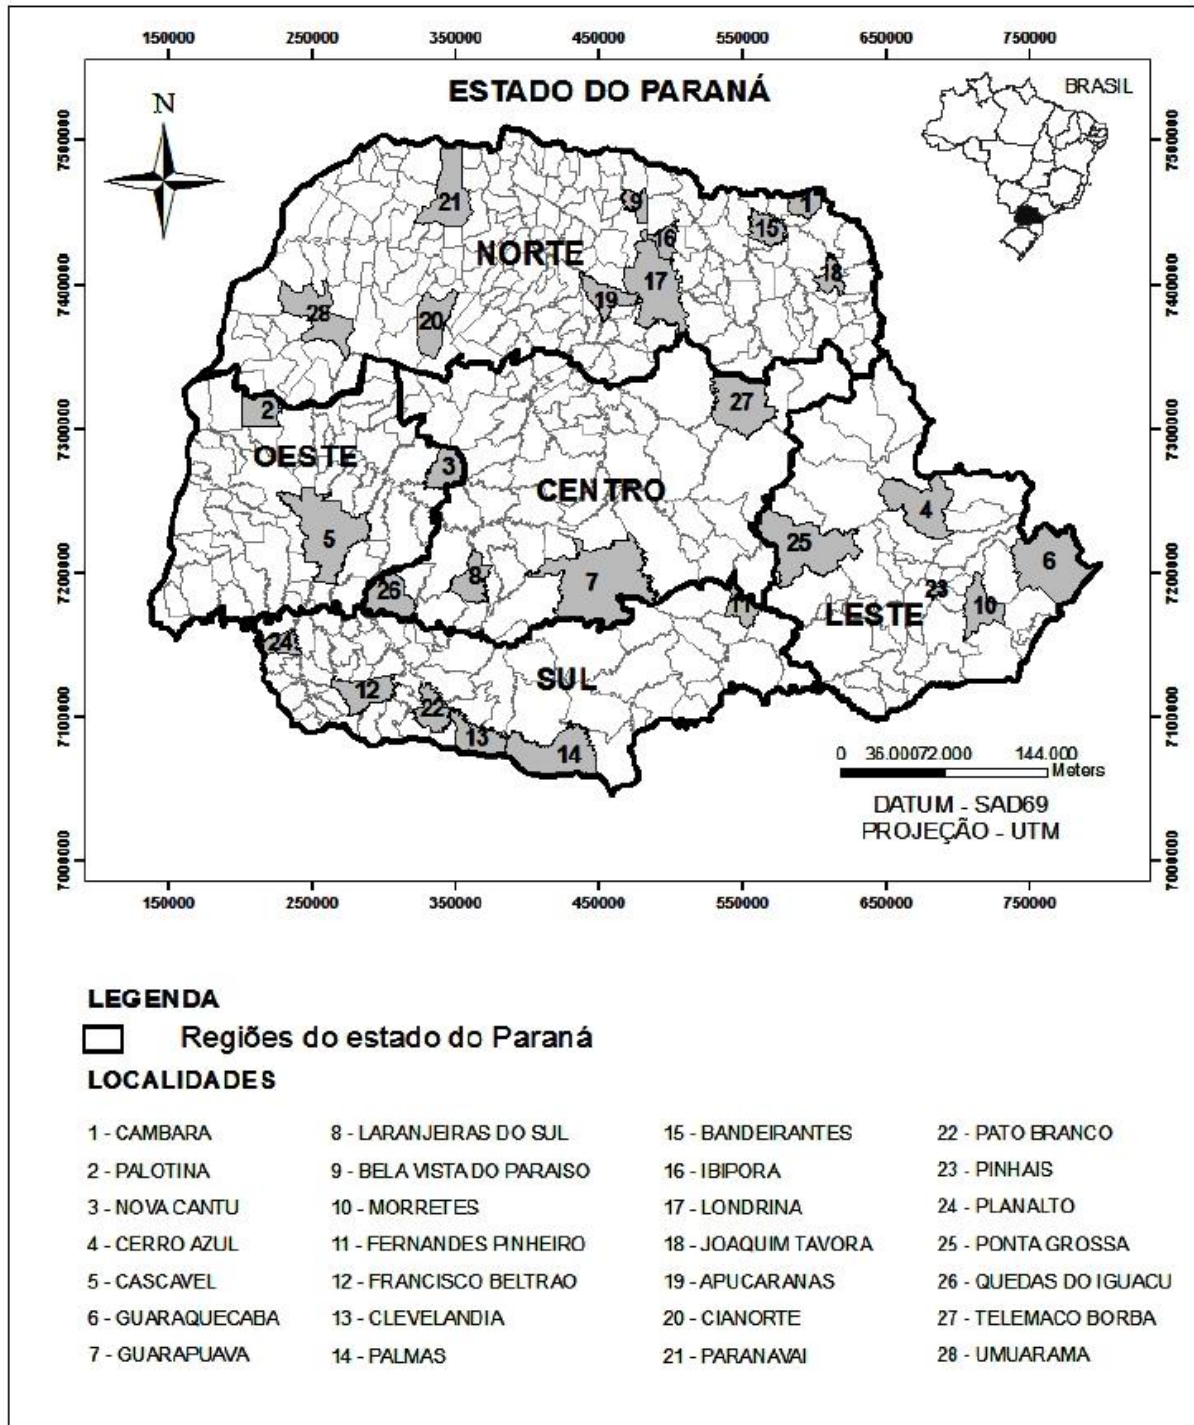 150000 250000 350000 450000 550000 650000 750000
ESTADO DO PARANÁ
BRASIL
N
7500000 7500000
21 9 1
16 15
NORTE
17 18
7400000 7400000
19
28 20
27
2
7300000 7300000
OESTE
3
CENTRO
4
5 25
6
7200000 7200000
8 7
26 23
11 10
LESTE
24
SUL
12
22
7100000 7100000
13 14
0 36.00072.000 144.000
Meters
DATUM - SAD69
PROJEÇÃO - UTM
7000000 7000000
150000 250000 350000 450000 550000 650000 750000
LEGENDA
Regiões do estado do Paraná
LOCALIDADES
1 - CAMBARA
2 - PALOTINA
3 - NOVA CANTU
4 - CERRO AZUL
5 - CASCAVEL
6 - GUARAQUECABA
7 - GUARAPUAVA
8 - LARANJEIRAS DO SUL
9 - BELA VISTA DO PARAISO
10 - MORRETES
11 - FERNANDES PINHEIRO
12 - FRANCISCO BELTRAO
13 - CLEVELANDIA
14 - PALMAS
15 - BANDEIRANTES
16 - IBIPORA
17 - LONDRINA
18 - JOAQUIM TAVORA
19 - APUCARANAS
20 - CIANORTE
21 - PARANAVAI
22 - PATO BRANCO
23 - PINHAIS
24 - PLANALTO
25 - PONTA GROSSA
26 - QUEDAS DO IGUACU
27 - TELEMACO BORBA
28 - UMUARAMA